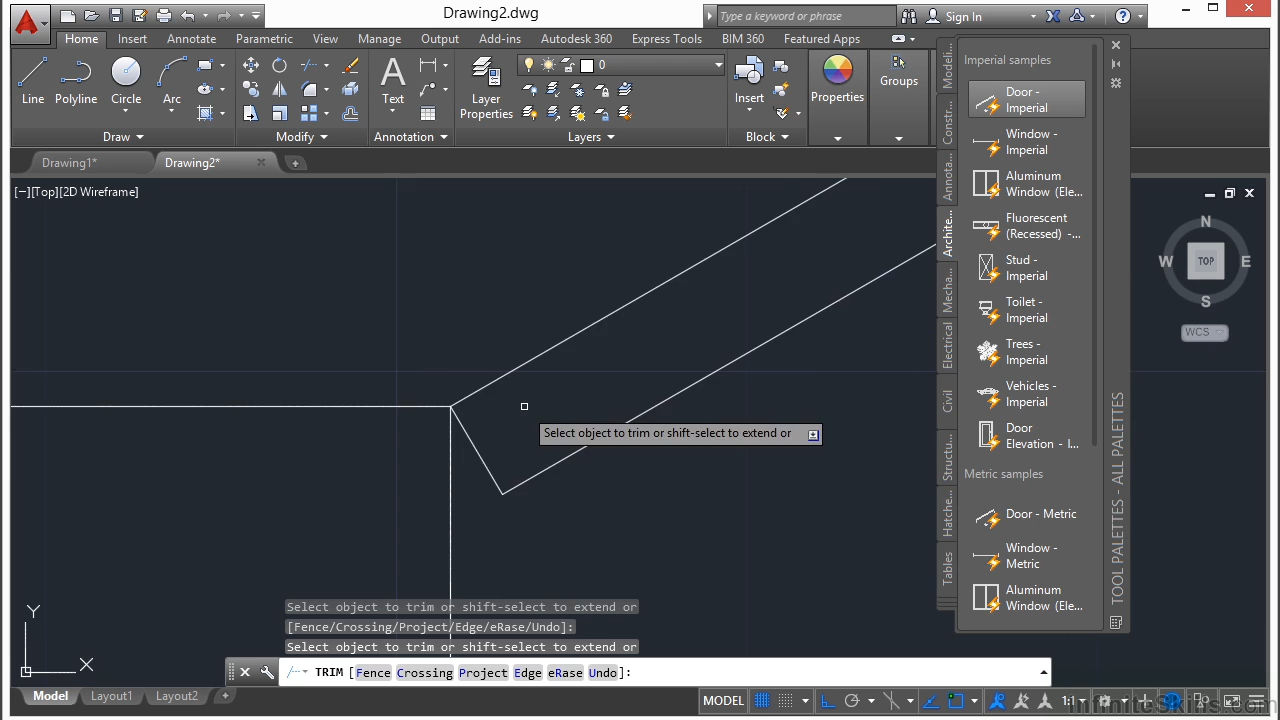 Drawing2.dwg
Type a keyword or phrase
Sign In
Home
Insert
Annotate
Parametric
View
Manage
Output
Add-ins
Autodesk 360
Express Tools
BIM 360
Featured Apps
Line
Polyline
Circle
Arc
Text
Layer
Properties
0
Insert
Properties
Groups
Draw
Modify
Annotation
Layers
Block
Drawing1*
Drawing2*
[−][Top][2D Wireframe]
Modeli...
Constr...
Annota...
Archite...
Mecha...
Electrical
Civil
Structu...
Hatche...
Tables
Imperial samples
Door -
Imperial
Window -
Imperial
Aluminum
Window (Ele...
Fluorescent
(Recessed) -...
Stud -
Imperial
Toilet -
Imperial
Trees -
Imperial
Vehicles -
Imperial
Door
Elevation - I...
Metric samples
Door - Metric
Window -
Metric
Aluminum
Window (Ele...
TOOL PALETTES - ALL PALETTES
N
W
TOP
E
S
WCS
Select object to trim or shift-select to extend or
Select object to trim or shift-select to extend or
[Fence/Crossing/Project/Edge/eRase/Undo]:
Select object to trim or shift-select to extend or
TRIM [Fence Crossing Project Edge eRase Undo]:
Y
X
Model
Layout1
Layout2
MODEL
1:1
InfiniteSkills.com